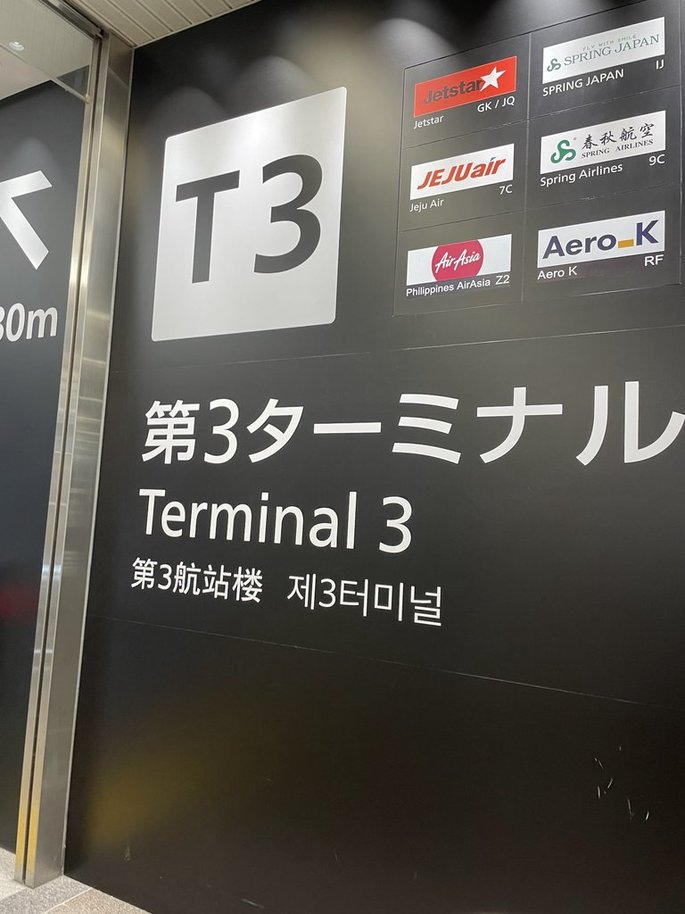 T3
Jetstar
Jetstar GK / JQ
FLY WITH SMILE
SPRING JAPAN
SPRING JAPAN IJ
JEJUair
Jeju Air 7C
春秋航空
SPRING AIRLINES
Spring Airlines 9C
AirAsia
Philippines AirAsia Z2
Aero_K
Aero K RF
第3ターミナル
Terminal 3
第3航站楼 제3터미널